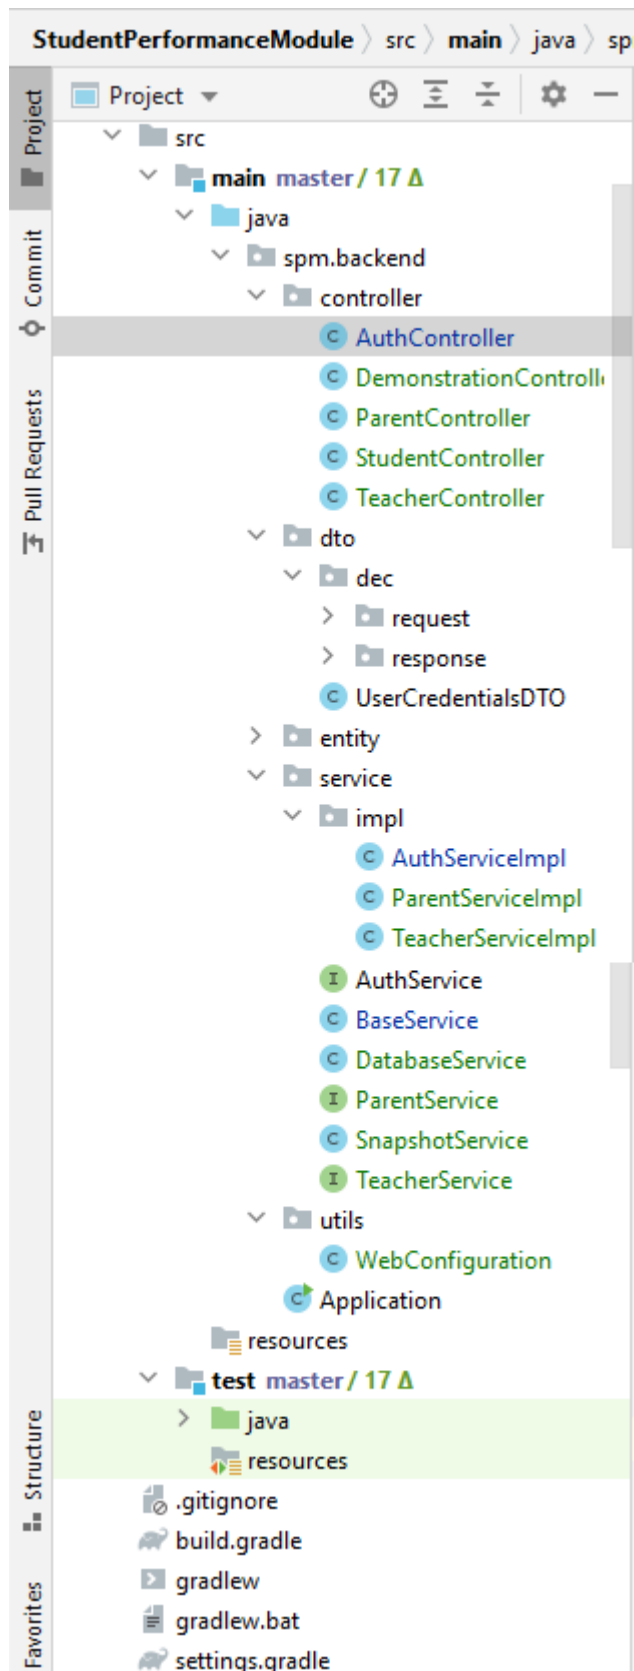 StudentPerformanceModule > src > main > java > sp
Project
Project
Commit
Pull Requests
Structure
Favorites
src
main master / 17 Δ
java
spm.backend
controller
AuthController
DemonstrationControll
ParentController
StudentController
TeacherController
dto
dec
request
response
UserCredentialsDTO
entity
service
impl
AuthServiceImpl
ParentServiceImpl
TeacherServiceImpl
AuthService
BaseService
DatabaseService
ParentService
SnapshotService
TeacherService
utils
WebConfiguration
Application
resources
test master / 17 Δ
java
resources
.gitignore
build.gradle
gradlew
gradlew.bat
settings.gradle